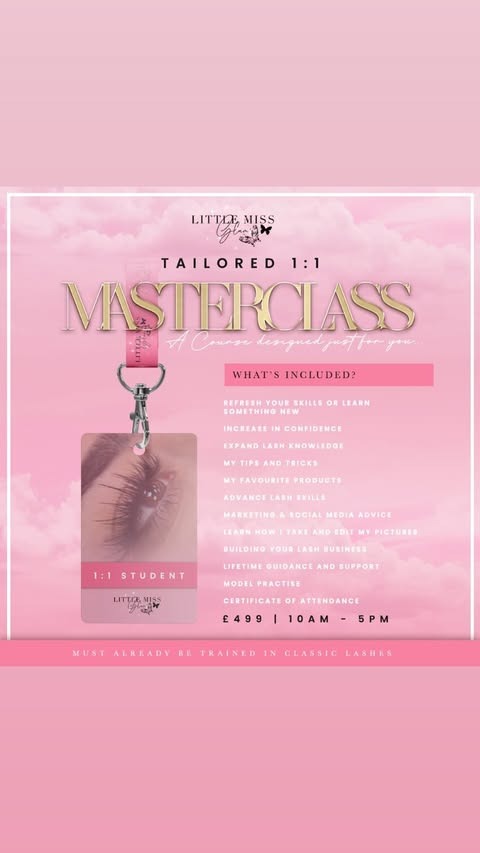 LITTLE MISS
Glam
TAILORED 1:1
MASTERCLASS
A Course designed just for you.
WHAT'S INCLUDED?
REFRESH YOUR SKILLS OR LEARN
SOMETHING NEW
INCREASE IN CONFIDENCE
EXPAND LASH KNOWLEDGE
MY TIPS AND TRICKS
MY FAVOURITE PRODUCTS
ADVANCE LASH SKILLS
MARKETING & SOCIAL MEDIA ADVICE
LEARN HOW I TAKE AND EDIT MY PICTURES
BUILDING YOUR LASH BUSINESS
LIFETIME GUIDANCE AND SUPPORT
MODEL PRACTISE
CERTIFICATE OF ATTENDANCE
£499 | 10AM - 5PM
1:1 STUDENT
LITTLE MISS
Glam
MUST ALREADY BE TRAINED IN CLASSIC LASHES